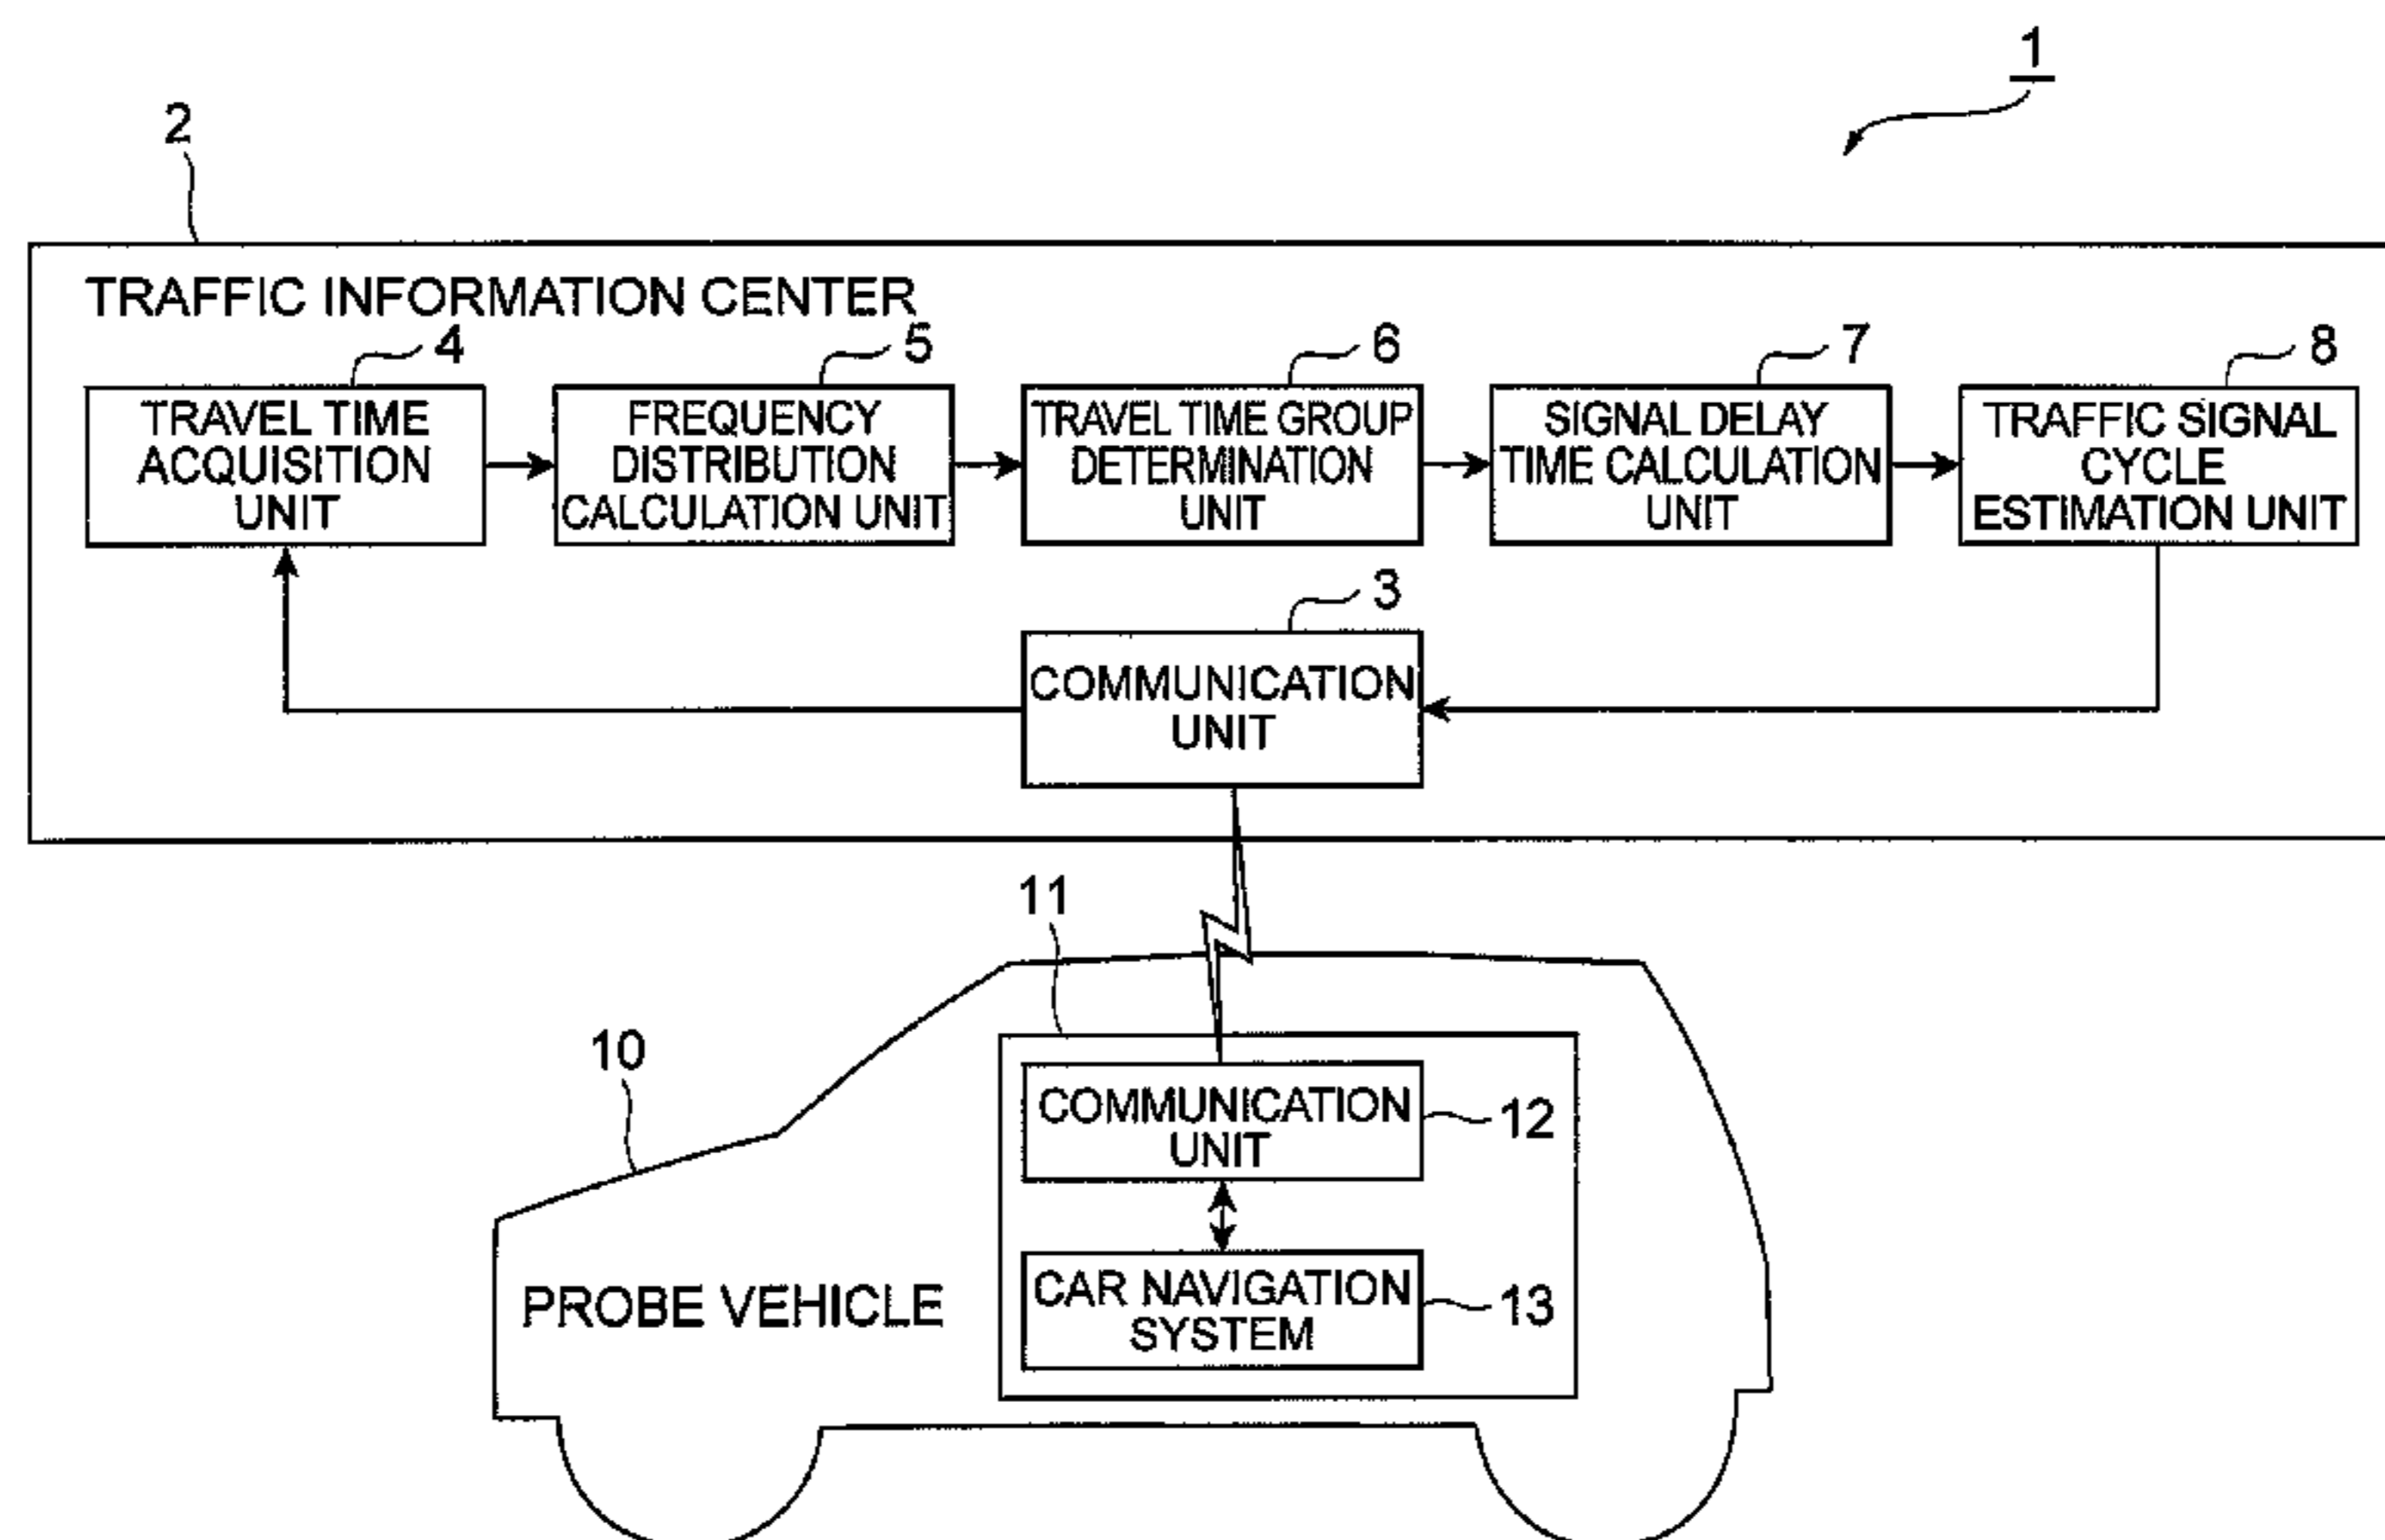 1
2
TRAFFIC INFORMATION CENTER
4
5
6
7
8
TRAVEL TIME
ACQUISITION
UNIT
FREQUENCY
DISTRIBUTION
CALCULATION UNIT
TRAVEL TIME GROUP
DETERMINATION
UNIT
SIGNAL DELAY
TIME CALCULATION
UNIT
TRAFFIC SIGNAL
CYCLE
ESTIMATION UNIT
3
COMMUNICATION
UNIT
11
10
COMMUNICATION
UNIT
12
PROBE VEHICLE
CAR NAVIGATION
SYSTEM
13